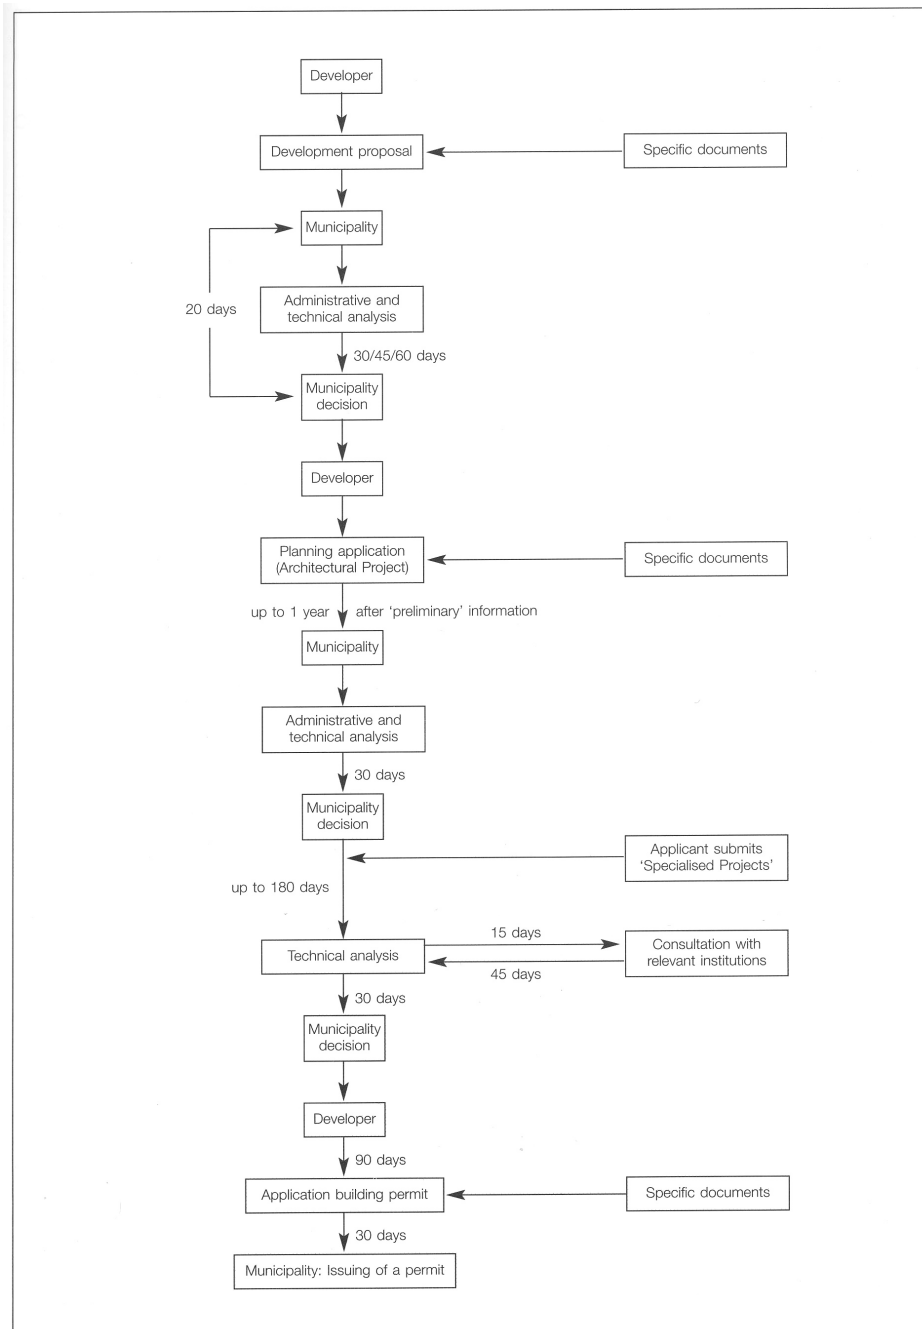 Developer
Development proposal
Specific documents
Municipality
20 days
Administrative and
technical analysis
30/45/60 days
Municipality
decision
Developer
Planning application
(Architectural Project)
Specific documents
up to 1 year
after ‘preliminary’ information
Municipality
Administrative and
technical analysis
30 days
Municipality
decision
Applicant submits
‘Specialised Projects’
up to 180 days
Technical analysis
15 days
45 days
Consultation with
relevant institutions
30 days
Municipality
decision
Developer
90 days
Application building permit
Specific documents
30 days
Municipality: Issuing of a permit